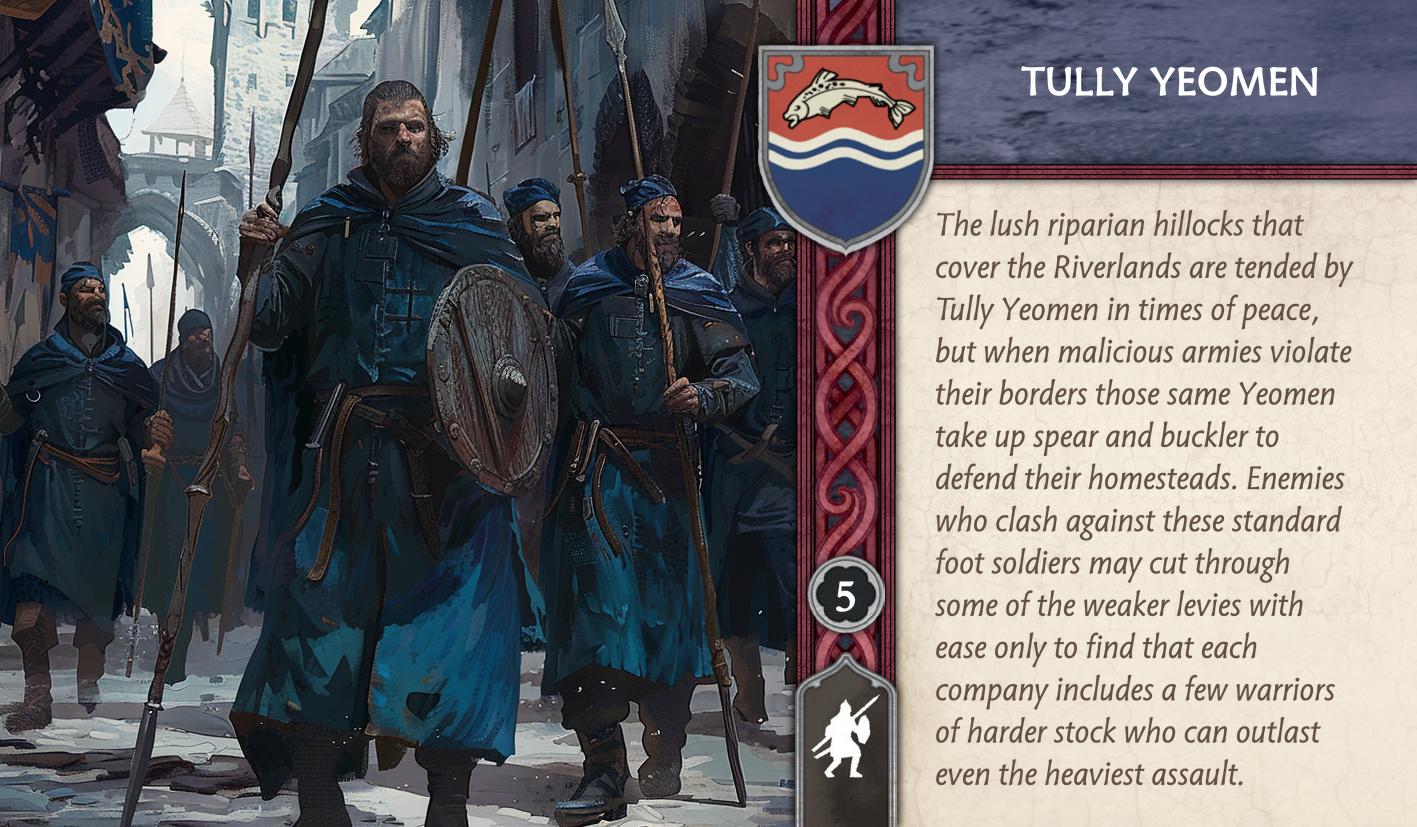 TULLY YEOMEN
The lush riparian hillocks that
cover the Riverlands are tended by
Tully Yeomen in times of peace,
but when malicious armies violate
their borders those same Yeomen
take up spear and buckler to
defend their homesteads. Enemies
who clash against these standard
foot soldiers may cut through
some of the weaker levies with
ease only to find that each
company includes a few warriors
of harder stock who can outlast
even the heaviest assault.
5